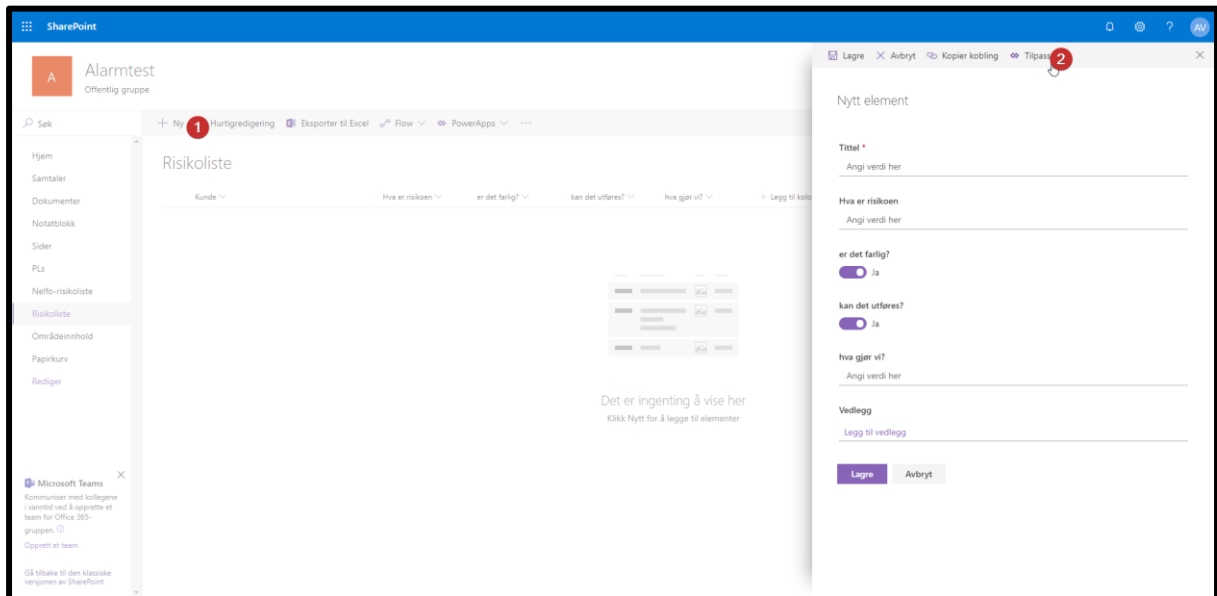 SharePoint
?
AV
A
Alarmtest
Offentlig gruppe
Søk
Ny
1
Hurtigredigering
Eksporter til Excel
Flow
PowerApps
...
Hjem
Samtaler
Dokumenter
Notatblokk
Sider
PLs
Nelfo-risikoliste
Risikoliste
Områdeinnhold
Papirkurv
Rediger
Risikoliste
Kunde
Hva er risikoen
er det farlig?
kan det utføres?
hva gjør vi?
+ Legg til kolo
Det er ingenting å vise her
Klikk Nytt for å legge til elementer
Microsoft Teams
Kommuniser med kollegene
i sanntid ved å opprette et
team for Office 365-
gruppen.
Opprett et team
Gå tilbake til den klassiske
versjonen av SharePoint
Lagre
Avbryt
Kopier kobling
Tilpass
2
Nytt element
Tittel *
Angi verdi her
Hva er risikoen
Angi verdi her
er det farlig?
Ja
kan det utføres?
Ja
hva gjør vi?
Angi verdi her
Vedlegg
Legg til vedlegg
Lagre
Avbryt